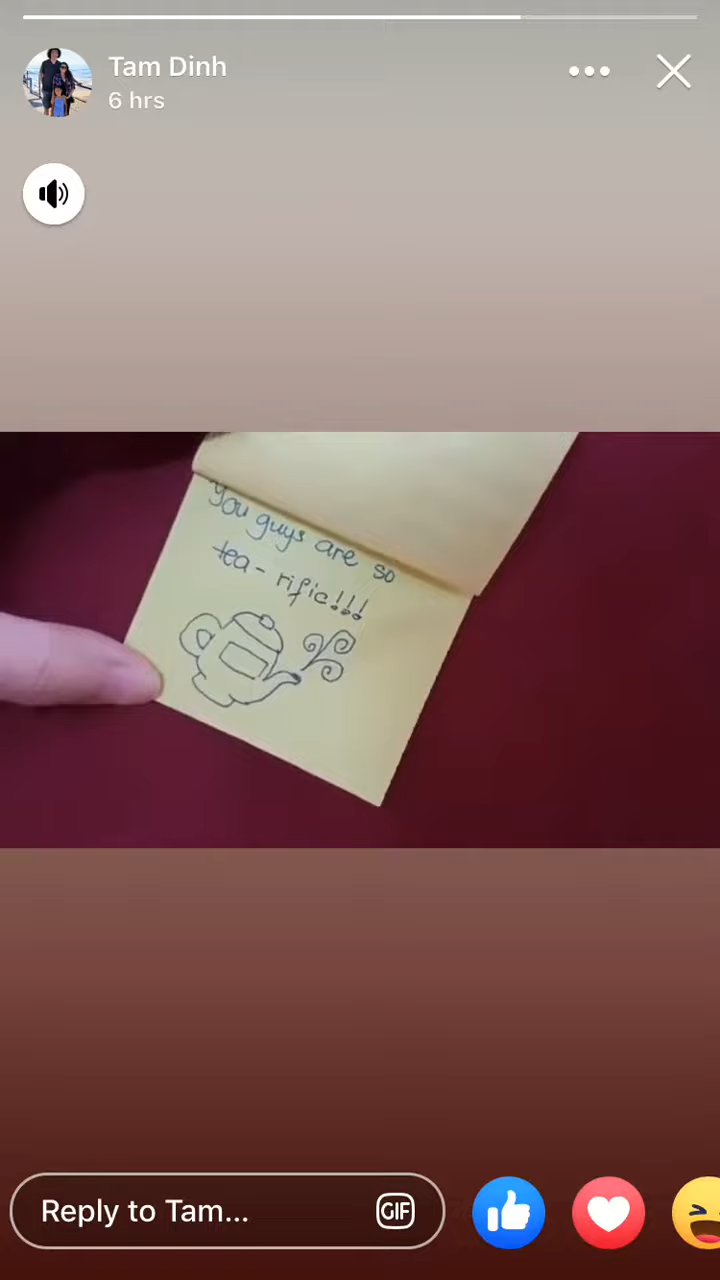 Tam Dinh
6 hrs
You guys are so
tea-rific!!!
Reply to Tam...
GIF